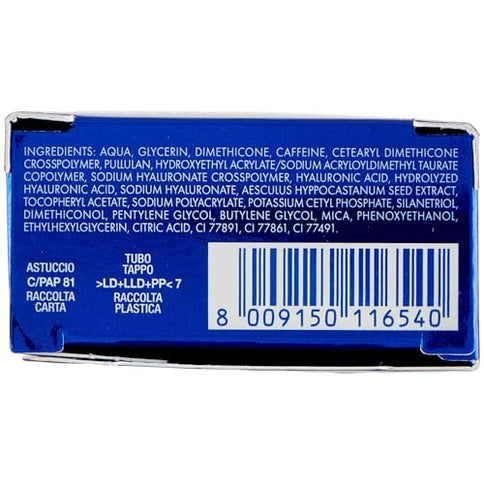 INGREDIENTS: AQUA, GLYCERIN, DIMETHICONE, CAFFEINE, CETEARYL DIMETHICONE
CROSSPOLYMER, PULLULAN, HYDROXYETHYL ACRYLATE/SODIUM ACRYLOYLDIMETHYL TAURATE
COPOLYMER, SODIUM HYALURONATE CROSSPOLYMER, HYALURONIC ACID, HYDROLYZED
HYALURONIC ACID, SODIUM HYALURONATE, AESCULUS HIPPOCASTANUM SEED EXTRACT,
TOCOPHERYL ACETATE, SODIUM POLYACRYLATE, POTASSIUM CETYL PHOSPHATE, SILANETRIOL,
DIMETHICONOL, PENTYLENE GLYCOL, BUTYLENE GLYCOL, MICA, PHENOXYETHANOL,
ETHYLHEXYLGLYCERIN, CITRIC ACID, CI 77891, CI 77861, CI 77491.
ASTUCCIO
C/PAP 81
RACCOLTA
CARTA
TUBO
TAPPO
>LD+LLD+PP< 7
RACCOLTA
PLASTICA
8 009150 116540